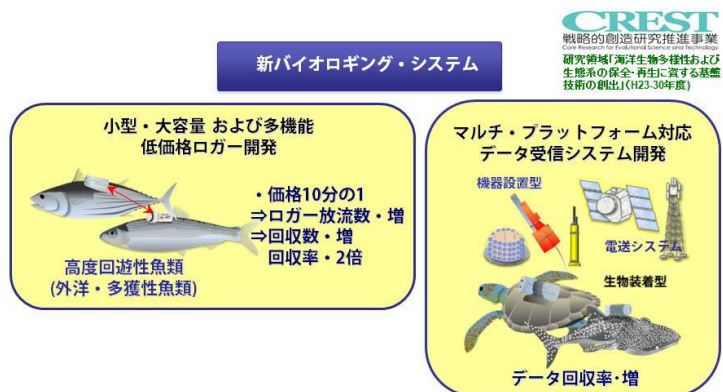 CREST
戦略的創造研究推進事業
Core Research for Evolutional Science and Technology
研究領域「海洋生物多様性および
生態系の保全・再生に資する基盤
技術の創出」(H23-30年度)
新バイオロギング・システム
小型・大容量 および多機能
低価格ロガー開発
・価格10分の1
⇒ロガー放流数・増
⇒回収数・増
回収率・2倍
高度回遊性魚類
(外洋・多獲性魚類)
マルチ・プラットフォーム対応
データ受信システム開発
機器設置型
電送システム
生物装着型
データ回収率・増